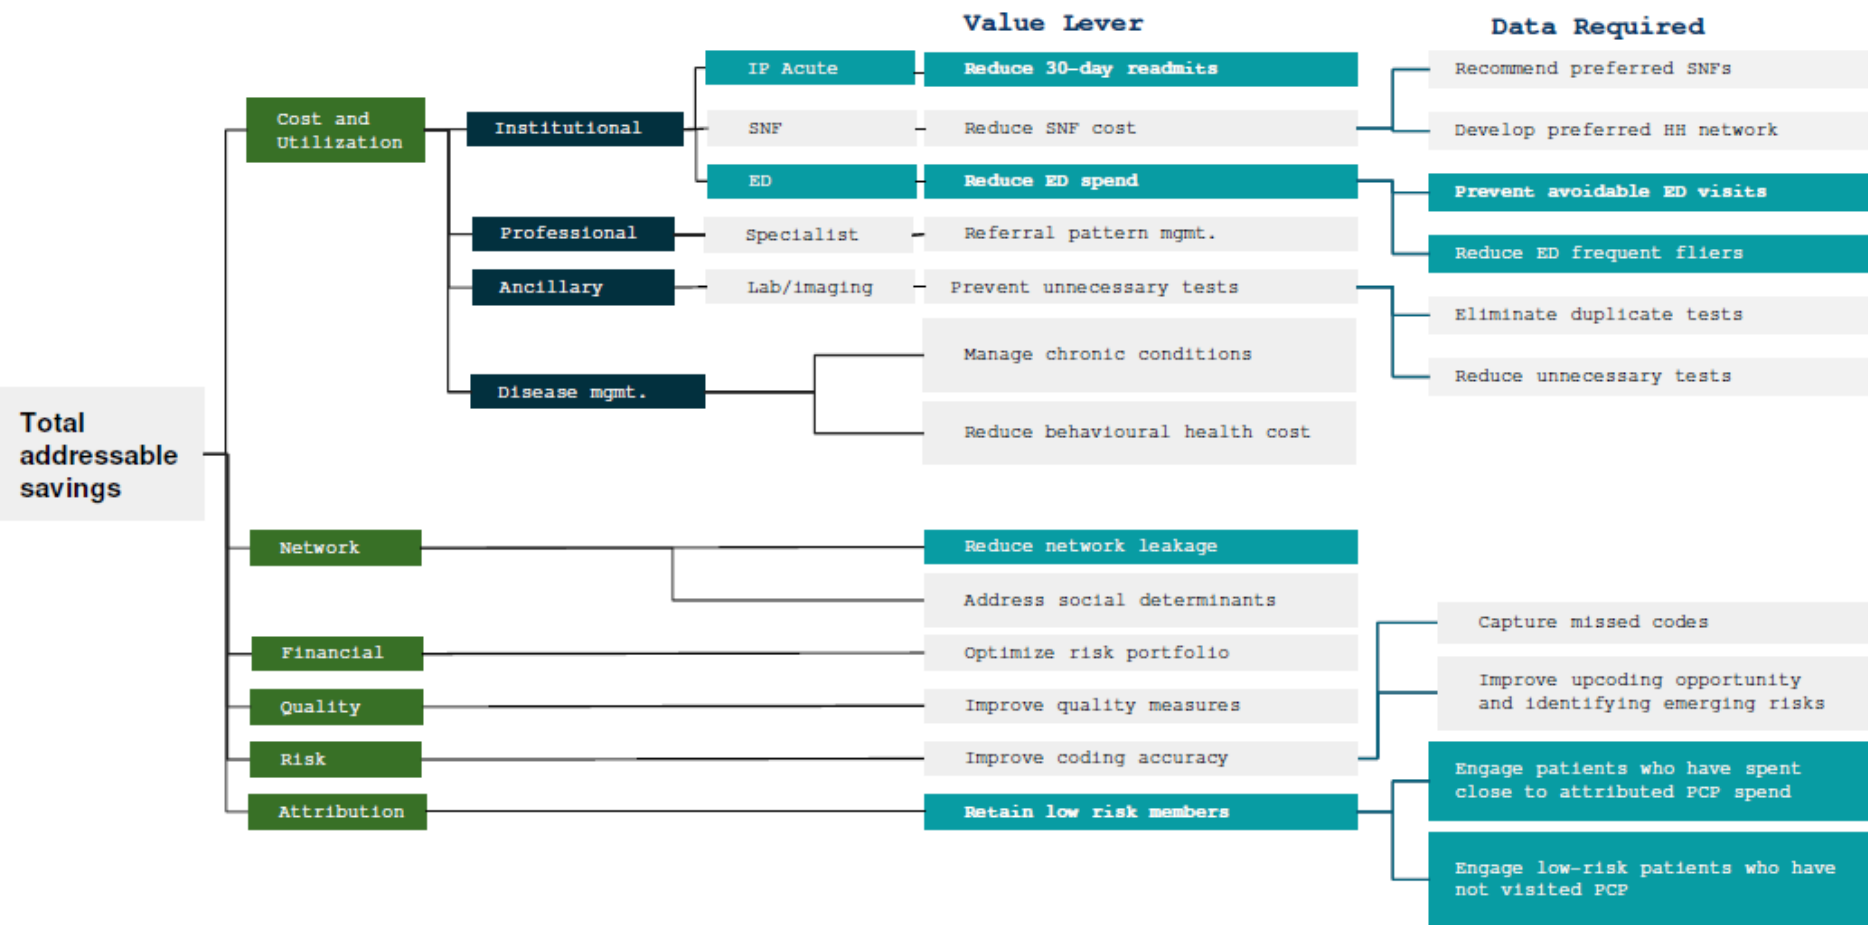 Value Lever
Data Required
IP Acute
Reduce 30-day readmits
Recommend preferred SNFs
Cost and
Utilization
Institutional
SNF
Reduce SNF cost
Develop preferred HH network
ED
Reduce ED spend
Prevent avoidable ED visits
Professional
Specialist
Referral pattern mgmt.
Reduce ED frequent fliers
Ancillary
Lab/imaging
Prevent unnecessary tests
Eliminate duplicate tests
Manage chronic conditions
Reduce unnecessary tests
Disease mgmt.
Reduce behavioural health cost
Total
addressable
savings
Network
Reduce network leakage
Address social determinants
Capture missed codes
Financial
Optimize risk portfolio
Improve upcoding opportunity
and identifying emerging risks
Quality
Improve quality measures
Risk
Improve coding accuracy
Engage patients who have spent
close to attributed PCP spend
Attribution
Retain low risk members
Engage low-risk patients who have
not visited PCP